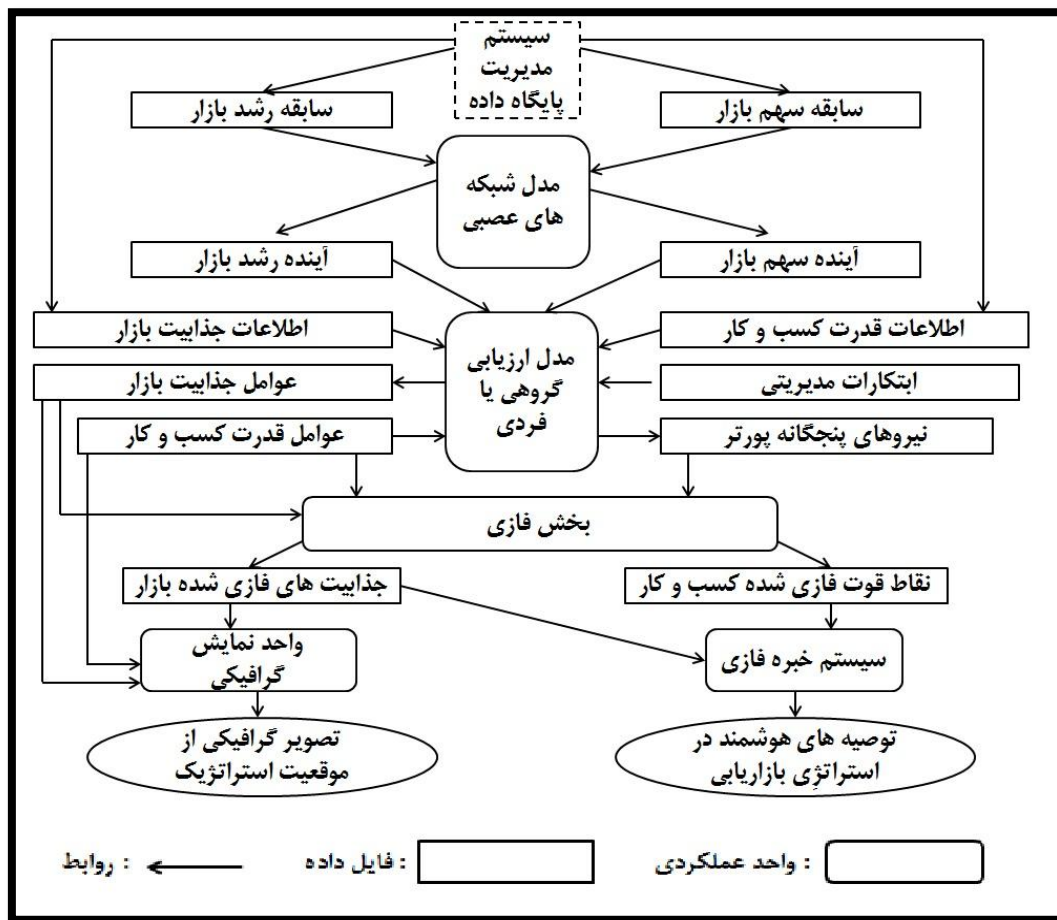 سیستم
مدیریت
پایگاه داده
سابقه سهم بازار
سابقه رشد بازار
مدل شبکه
های عصبی
آینده سهم بازار
آینده رشد بازار
اطلاعات قدرت کسب و کار
اطلاعات جذابیت بازار
مدل ارزیابی
گروهی یا
فردی
ابتکارات مدیریتی
عوامل جذابیت بازار
نیروهای پنجگانه پورتر
عوامل قدرت کسب و کار
بخش فازی
نقاط قوت فازی شده کسب و کار
جذابیت های فازی شده بازار
سیستم خبره فازی
واحد نمایش
گرافیکی
توصیه های هوشمند در
استراتژِی بازاریابی
تصویر گرافیکی از
موقعیت استراتژیک
: واحد عملکردی
: فایل داده
: روابط